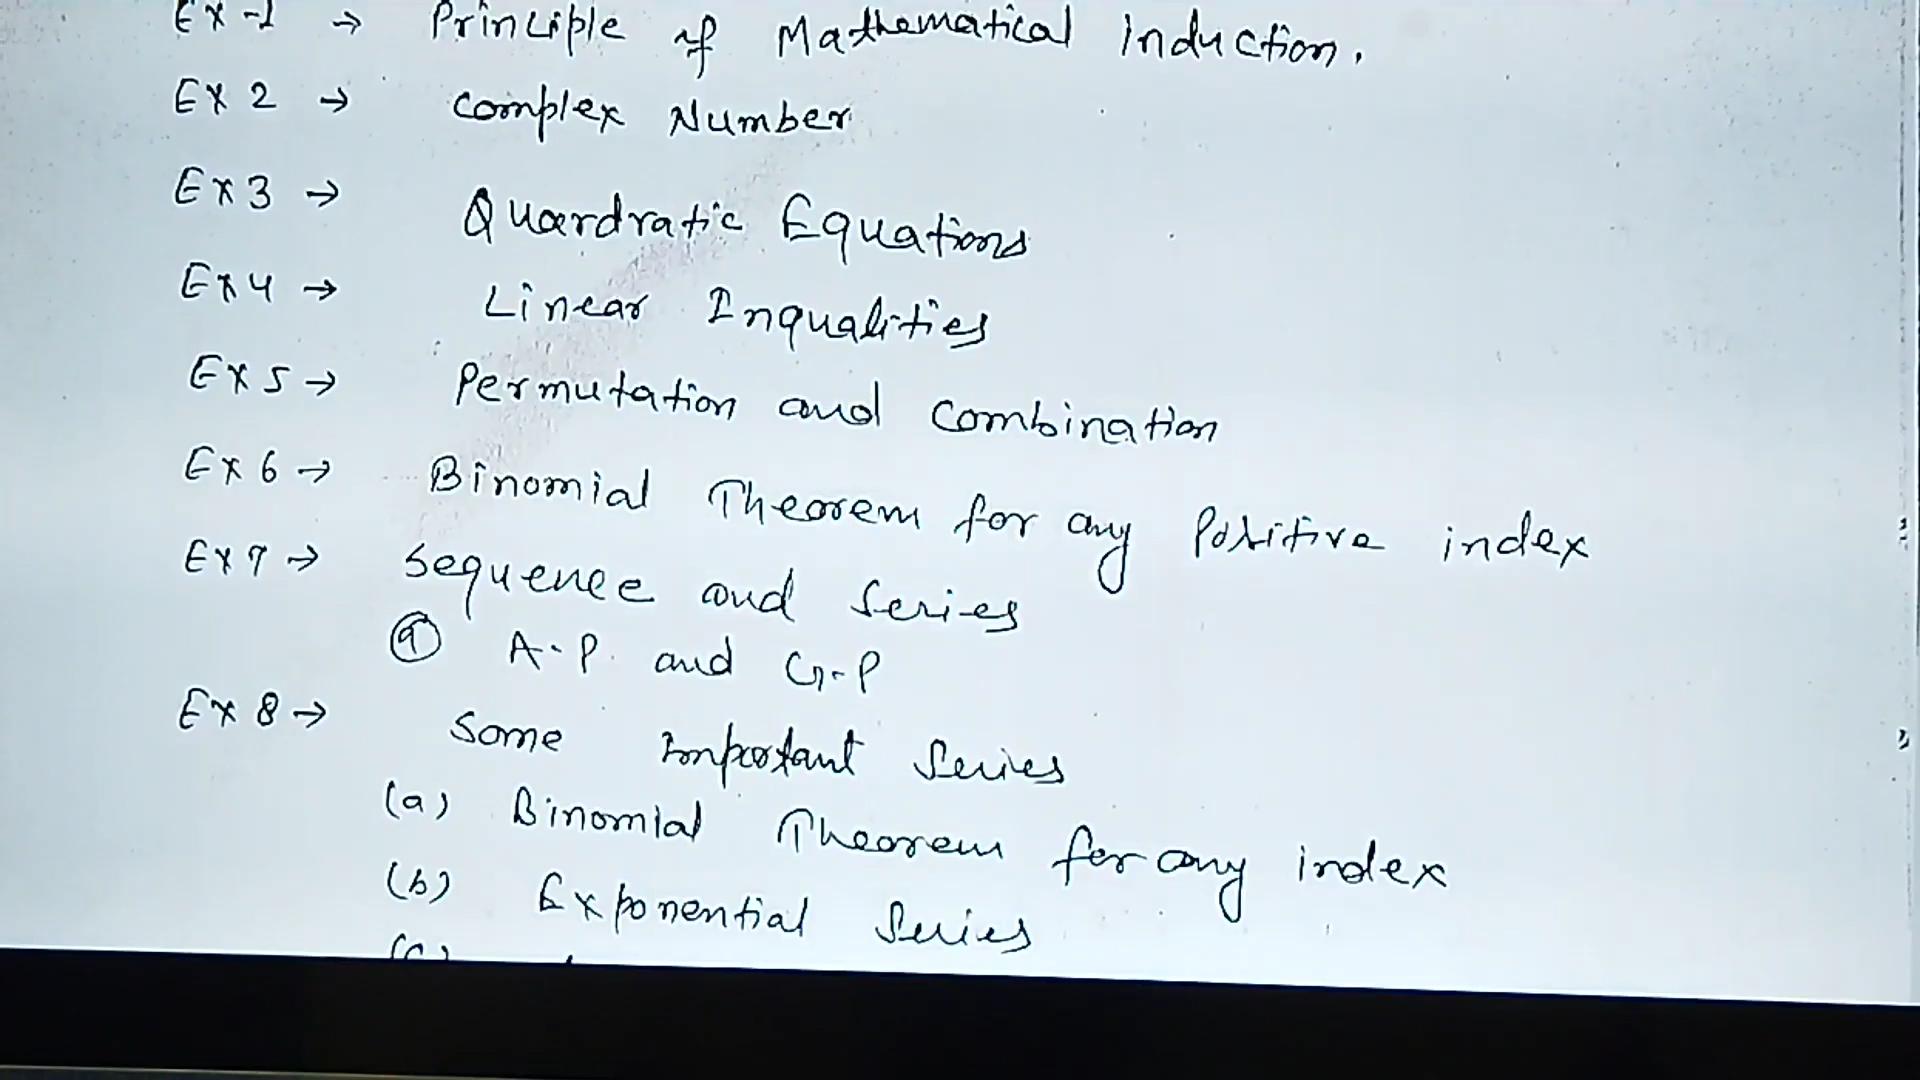 Ex-1 → Principle of Mathematical induction.
Ex 2 → Complex Number
Ex 3 → Quardratic Equations
Ex 4 → Linear Inqualities
Ex 5 → Permutation and Combination
Ex 6 → Binomial Theorem for any Positive index
Ex 7 → Sequence and Series
(a) A.P. and G.P
Ex 8 → Some Important Series
(a) Binomial Theorem for any index
(b) Exponential Series